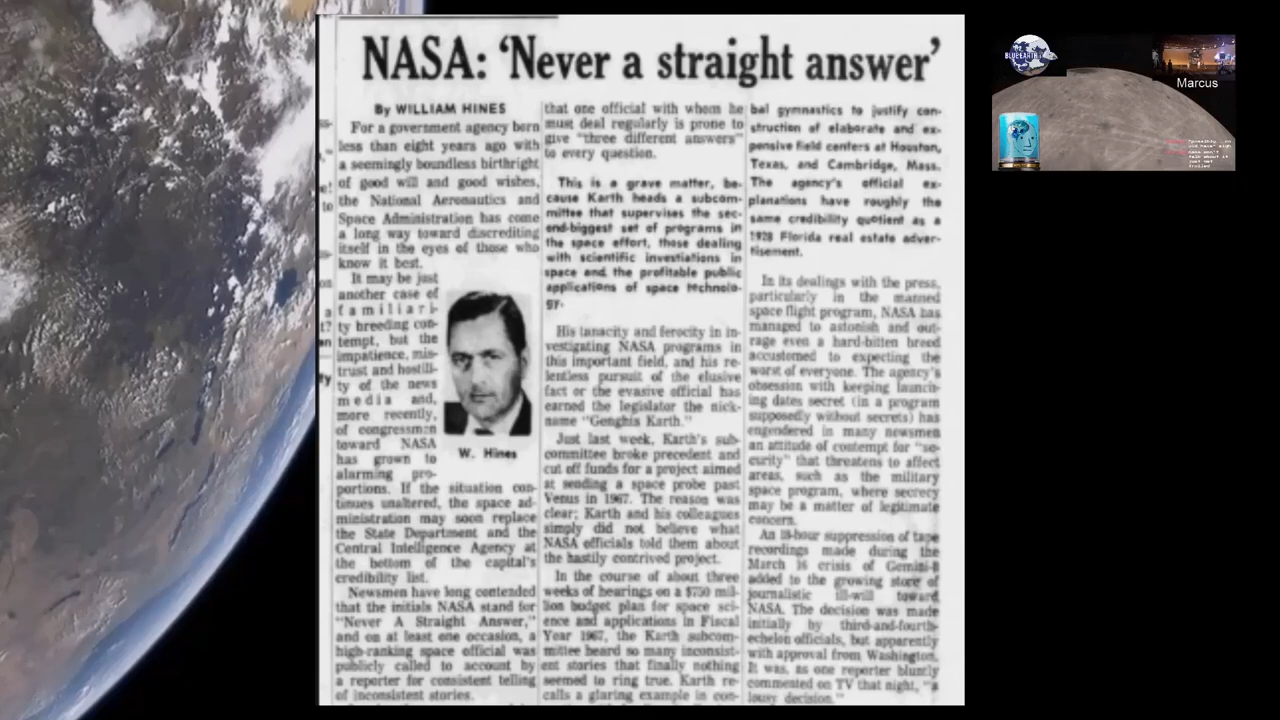 NASA: 'Never a straight answer'
By WILLIAM HINES
For a government agency born
less than eight years ago with
a seemingly boundless birthright
of good will and good wishes,
the National Aeronautics and
Space Administration has come
a long way toward discrediting
itself in the eyes of those who
know it best.
It may be just
another case of
familiari-
ty breeding con-
tempt, but the
impatience, mis-
trust and hostili-
ty of the news
media and,
more recently,
of congressmen
toward NASA
has grown to
alarming pro-
portions. If the situation con-
tinues unaltered, the space ad-
ministration may soon replace
the State Department and the
Central Intelligence Agency at
the bottom of the capital's
credibility list.
Newsmen have long contended
that the initials NASA stand for
"Never A Straight Answer,"
and on at least one occasion, a
high-ranking space official was
publicly called to account by
a reporter for consistent telling
of inconsistent stories.
W. Hines
that one official with whom he
must deal regularly is prone to
give "three different answers"
to every question.
This is a grave matter, be-
cause Karth heads a subcom-
mittee that supervises the sec-
ond-biggest set of programs in
the space effort, those dealing
with scientific investiations in
space and the profitable public
applications of space technolo-
gy.
His tanacity and ferocity in in-
vestigating NASA programs in
this important field, and his re-
lentless pursuit of the elusive
fact or the evasive official has
earned the legislator the nick-
name "Genghis Karth."
Just last week, Karth's sub-
committee broke precedent and
cut off funds for a project aimed
at sending a space probe past
Venus in 1967. The reason was
clear; Karth and his colleagues
simply did not believe what
NASA officials told them about
the hastily contrived project.
In the course of about three
weeks of hearings on a $750 mil-
lion budget plan for space sci-
ence and applications in Fiscal
Year 1967, the Karth subcom-
mittee heard so many inconsist-
ent stories that finally nothing
seemed to ring true. Karth re-
calls a glaring example in con-
bal gymnastics to justify con-
struction of elaborate and ex-
pensive field centers at Houston,
Texas, and Cambridge, Mass.
The agency's official ex-
planations have roughly the
same credibility quotient as a
1928 Florida real estate adver-
tisement.
In its dealings with the press,
particularly in the manned
space flight program, NASA has
managed to astonish and out-
rage even a hard-bitten breed
accustomed to expecting the
worst of everyone. The agency's
obsession with keeping launch-
ing dates secret (in a program
supposedly without secrets) has
engendered in many newsmen
an attitude of contempt for "se-
curity" that threatens to affect
areas, such as the military
space program, where secrecy
may be a matter of legitimate
concern.
An 18-hour suppression of tape
recordings made during the
March 16 crisis of Gemini-8
added to the growing store of
journalistic ill-will toward
NASA. The decision was made
initially by third-and-fourth-
echelon officials, but apparently
with approval from Washington.
It was, as one reporter bluntly
commented on TV that night, "a
lousy decision."
BLUEEARTH
Marcus